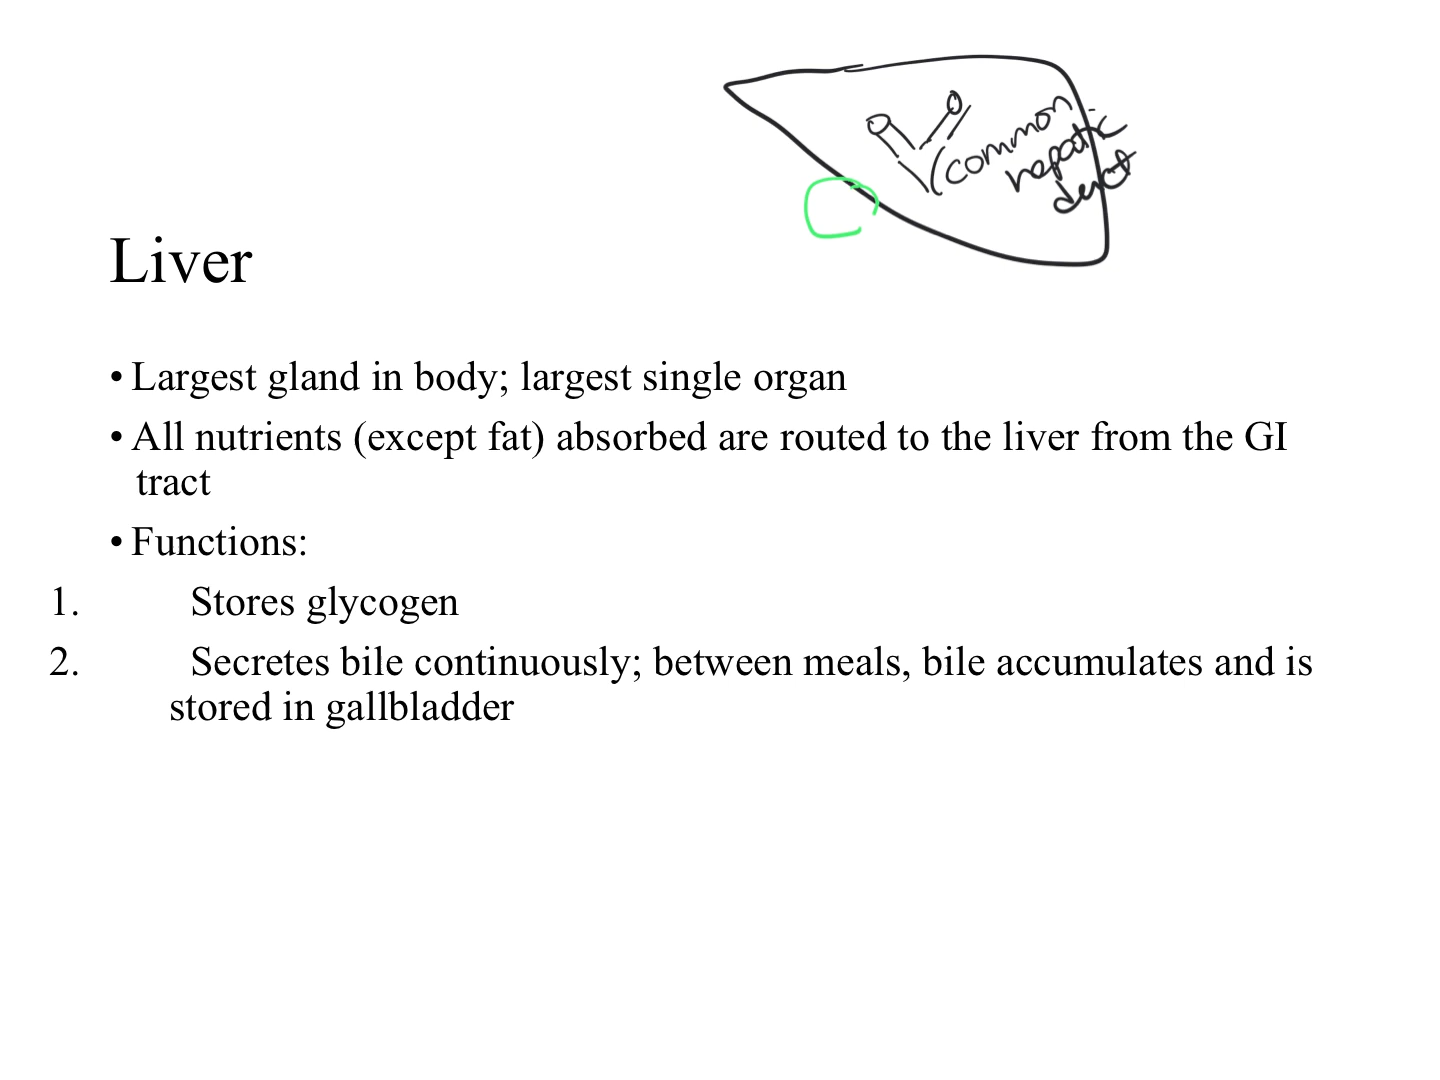 (common
hepatic
duct
Liver
• Largest gland in body; largest single organ
• All nutrients (except fat) absorbed are routed to the liver from the GI
tract
• Functions:
1. Stores glycogen
2. Secretes bile continuously; between meals, bile accumulates and is
stored in gallbladder